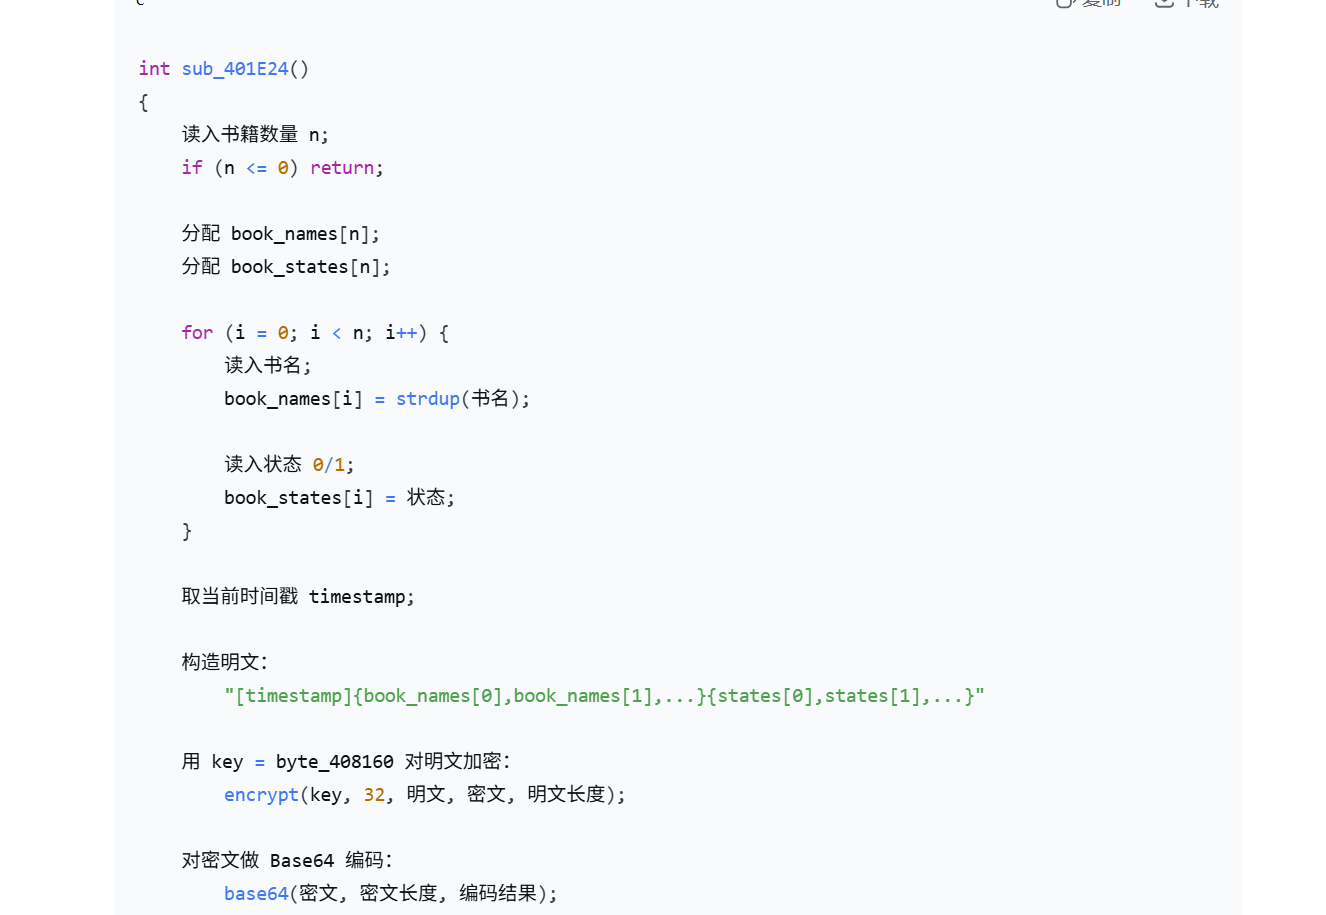 c 复制 下载
int sub_401E24()
{
    读入书籍数量 n;
    if (n <= 0) return;
    分配 book_names[n];
    分配 book_states[n];
    for (i = 0; i < n; i++) {
        读入书名;
        book_names[i] = strdup(书名);
        读入状态 0/1;
        book_states[i] = 状态;
    }
    取当前时间戳 timestamp;
    构造明文：
        "[timestamp]{book_names[0],book_names[1],...}{states[0],states[1],...}"
    用 key = byte_408160 对明文加密：
        encrypt(key, 32, 明文, 密文, 明文长度);
    对密文做 Base64 编码：
        base64(密文, 密文长度, 编码结果);